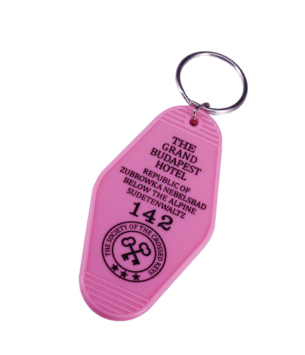 THE
GRAND
BUDAPEST
HOTEL
REPUBLIC OF
ZUBROWKA NEBELSBAD
BELOW THE ALPINE
SUDETENWALTZ
142
THE SOCIETY OF THE CROSSED KEYS